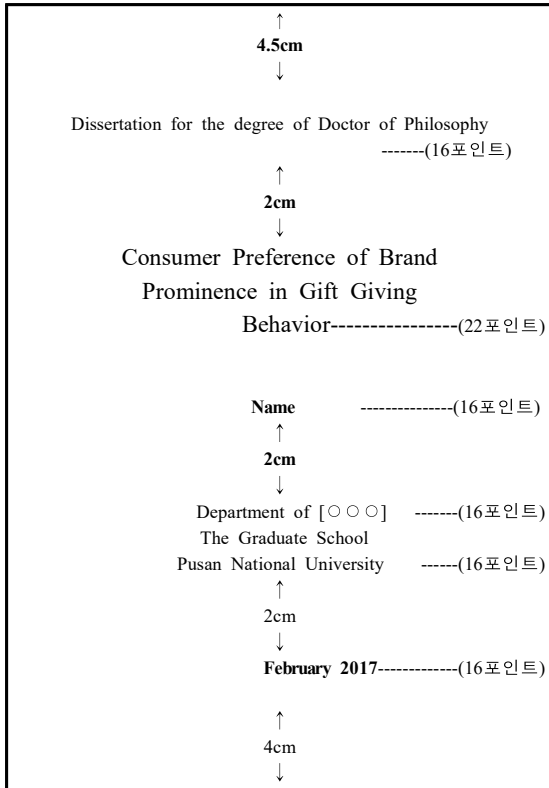 ↑
4.5cm
↓
Dissertation for the degree of Doctor of Philosophy
-------(16포인트)
↑
2cm
↓
Consumer Preference of Brand
Prominence in Gift Giving
Behavior----------------(22포인트)
Name ---------------(16포인트)
↑
2cm
↓
Department of [○○○] -------(16포인트)
The Graduate School
Pusan National University ------(16포인트)
↑
2cm
↓
February 2017-------------(16포인트)
↑
4cm
↓